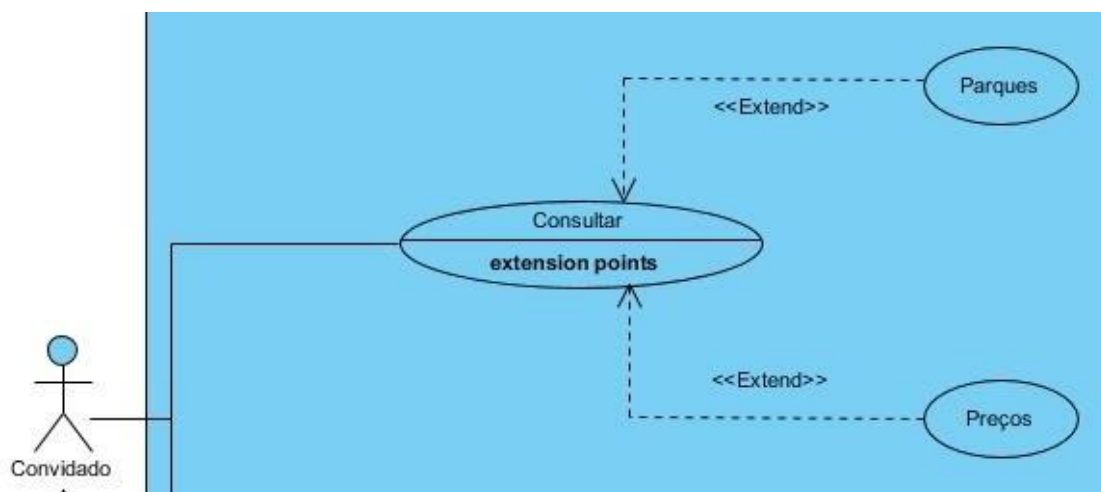 Parques
<<Extend>>
Consultar
extension points
<<Extend>>
Preços
Convidado